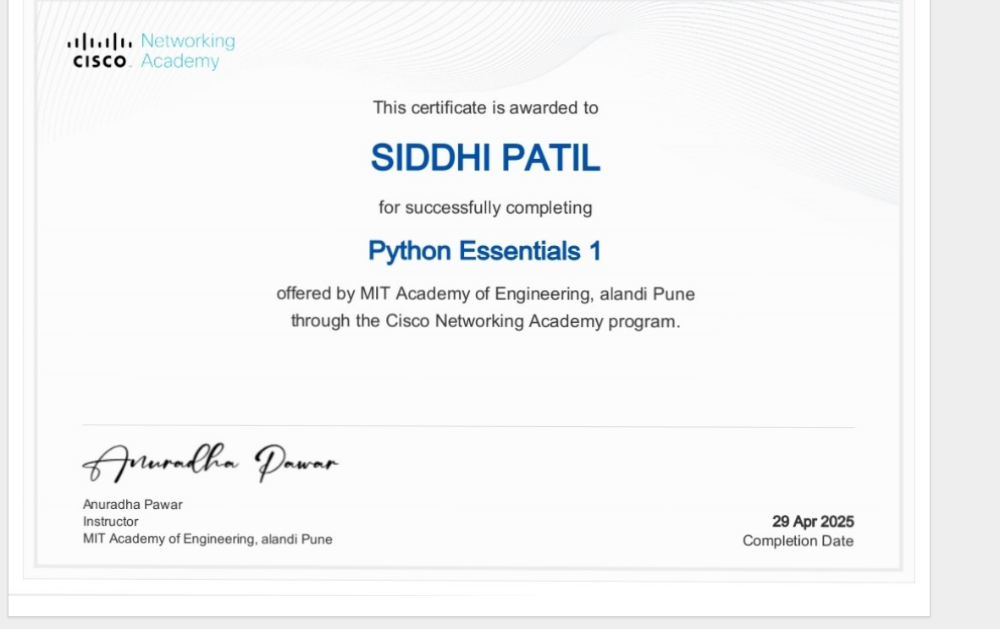 Networking
CISCO Academy
This certificate is awarded to
SIDDHI PATIL
for successfully completing
Python Essentials 1
offered by MIT Academy of Engineering, alandi Pune
through the Cisco Networking Academy program.
Anuradha Pawar
Anuradha Pawar
Instructor
MIT Academy of Engineering, alandi Pune
29 Apr 2025
Completion Date